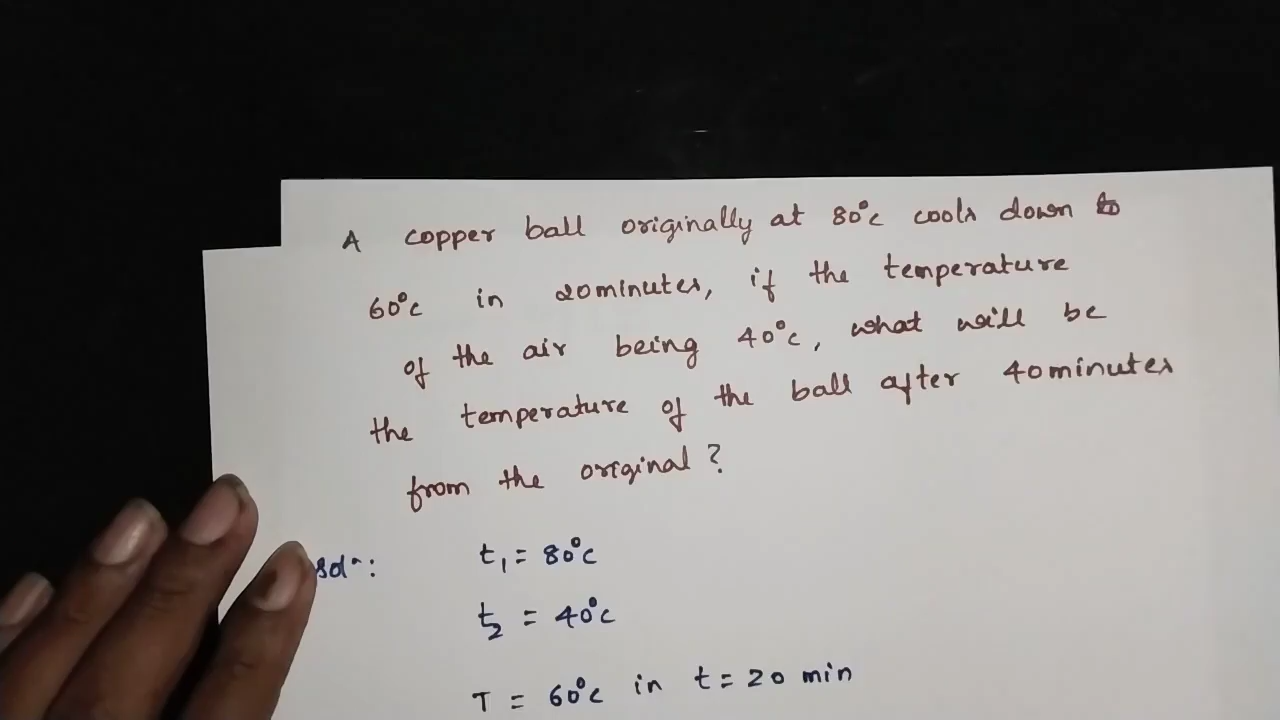 A copper ball originally at 80°c cools down to
60°c in 20minutes, if the temperature
of the air being 40°c, what will be
the temperature of the ball after 40minutes
from the original?
Soln: t₁ = 80°c
t₂ = 40°c
T = 60°c in t = 20 min